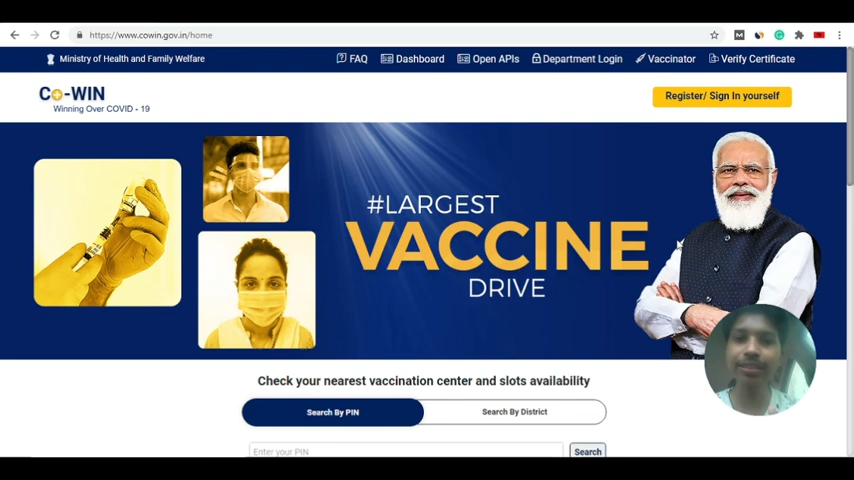 https://www.cowin.gov.in/home
Ministry of Health and Family Welfare
FAQ
Dashboard
Open APIs
Department Login
Vaccinator
Verify Certificate
Co-WIN
Winning Over COVID - 19
Register/ Sign In yourself
#LARGEST
VACCINE
DRIVE
Check your nearest vaccination center and slots availability
Search By PIN
Search By District
Enter your PIN
Search